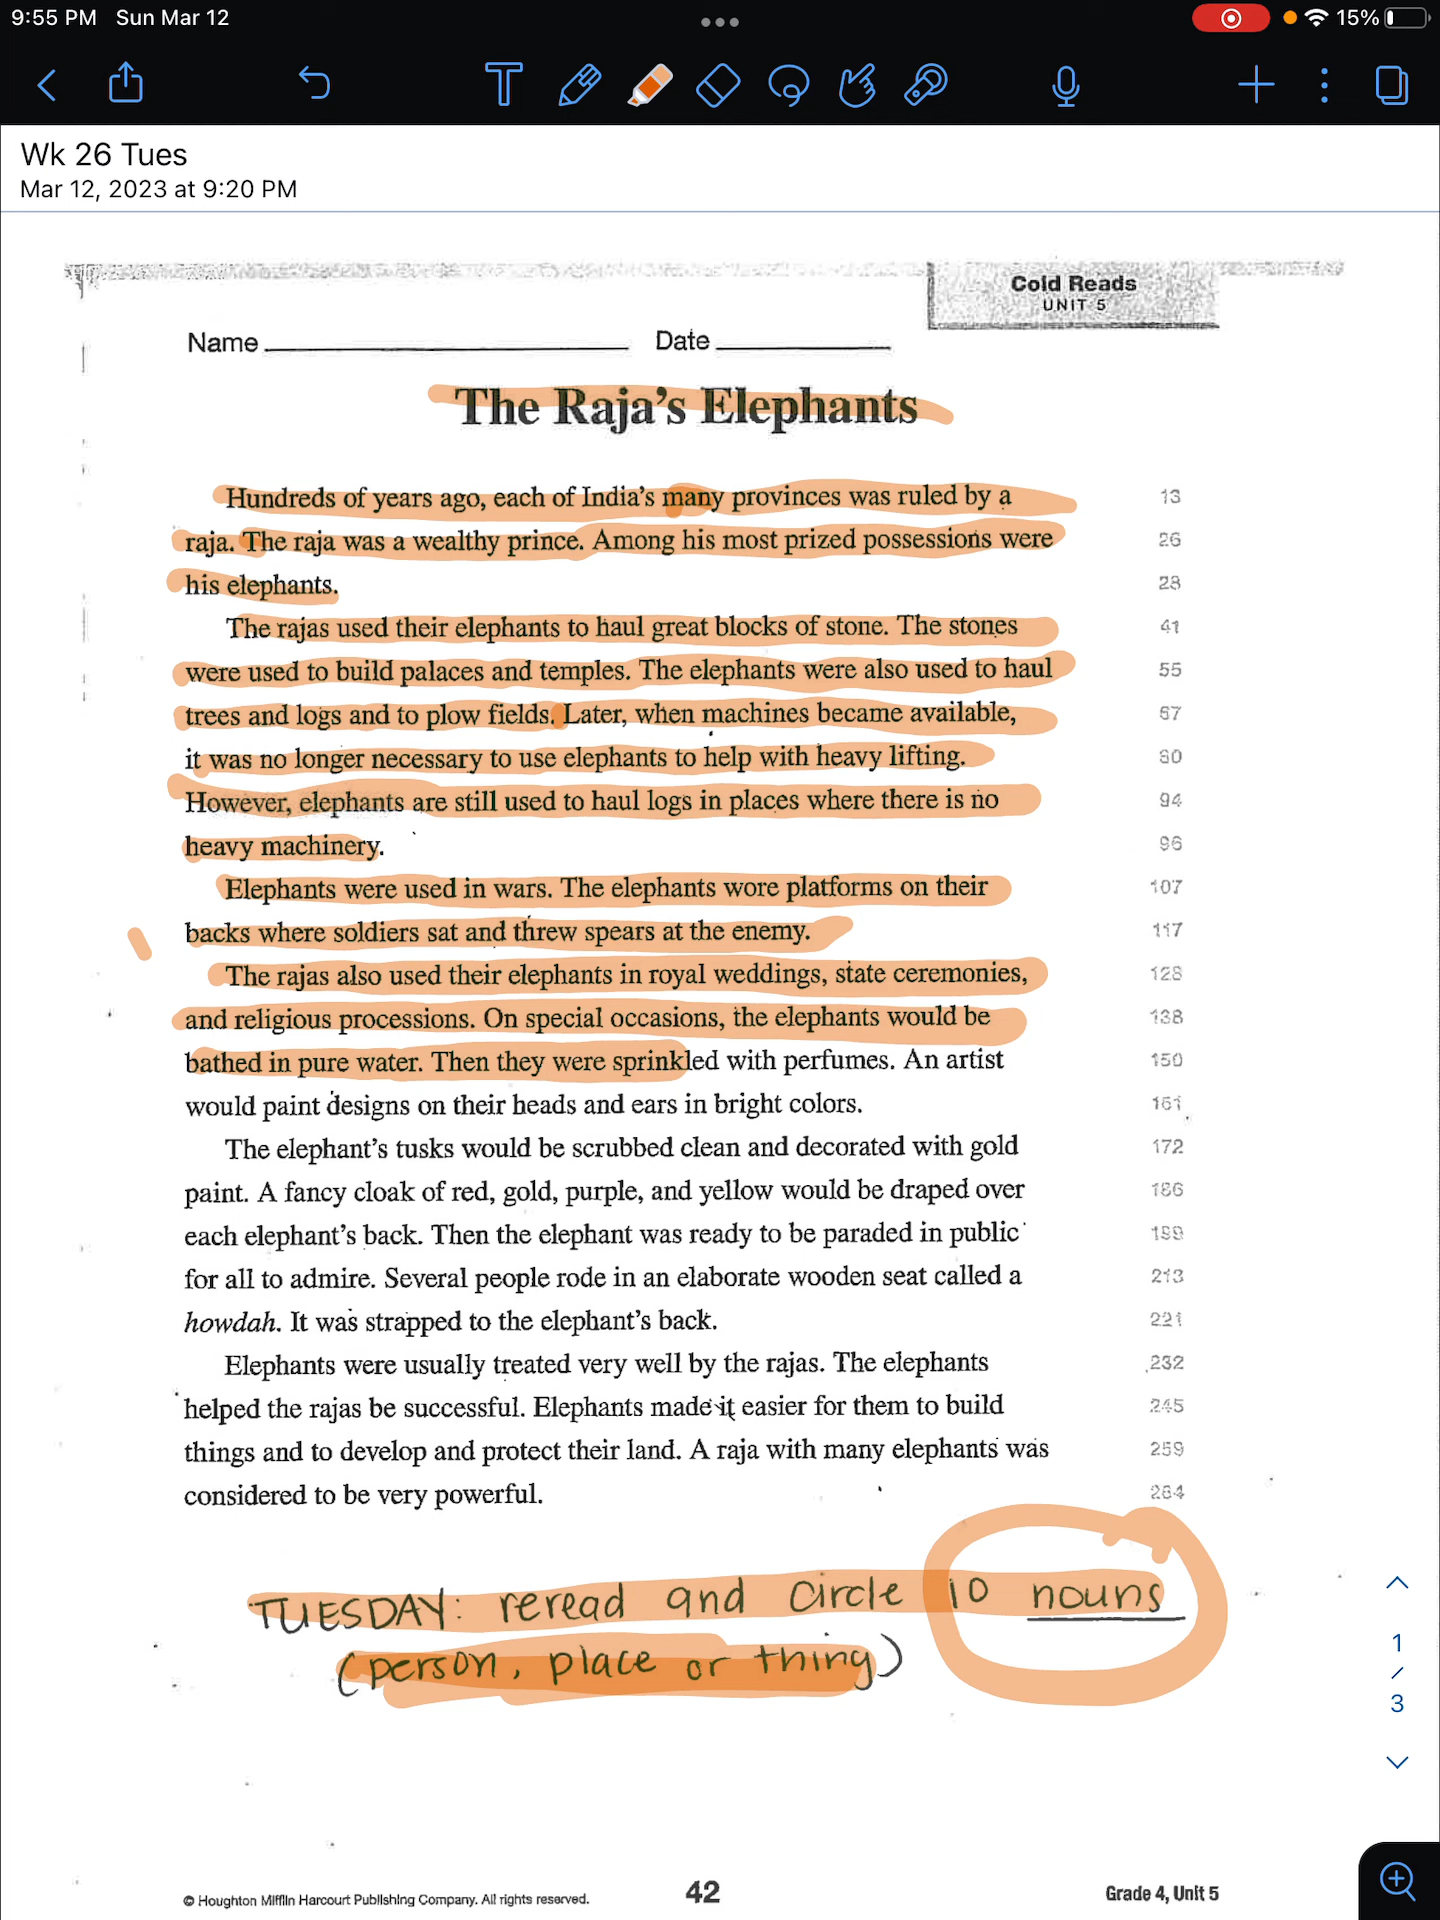 9:55 PM Sun Mar 12
15%
Wk 26 Tues
Mar 12, 2023 at 9:20 PM
Cold Reads
UNIT 5
Name Date
The Raja's Elephants
Hundreds of years ago, each of India's many provinces was ruled by a 13
raja. The raja was a wealthy prince. Among his most prized possessions were 26
his elephants. 28
The rajas used their elephants to haul great blocks of stone. The stones 41
were used to build palaces and temples. The elephants were also used to haul 55
trees and logs and to plow fields. Later, when machines became available, 67
it was no longer necessary to use elephants to help with heavy lifting. 80
However, elephants are still used to haul logs in places where there is no 94
heavy machinery. 96
Elephants were used in wars. The elephants wore platforms on their 107
backs where soldiers sat and threw spears at the enemy. 117
The rajas also used their elephants in royal weddings, state ceremonies, 128
and religious processions. On special occasions, the elephants would be 138
bathed in pure water. Then they were sprinkled with perfumes. An artist 150
would paint designs on their heads and ears in bright colors. 161
The elephant's tusks would be scrubbed clean and decorated with gold 172
paint. A fancy cloak of red, gold, purple, and yellow would be draped over 186
each elephant's back. Then the elephant was ready to be paraded in public 199
for all to admire. Several people rode in an elaborate wooden seat called a 213
howdah. It was strapped to the elephant's back. 221
Elephants were usually treated very well by the rajas. The elephants 232
helped the rajas be successful. Elephants made it easier for them to build 245
things and to develop and protect their land. A raja with many elephants was 259
considered to be very powerful. 264
TUESDAY: reread and circle 10 nouns
(person, place or thing)
1
/
3
© Houghton Mifflin Harcourt Publishing Company. All rights reserved. 42 Grade 4, Unit 5